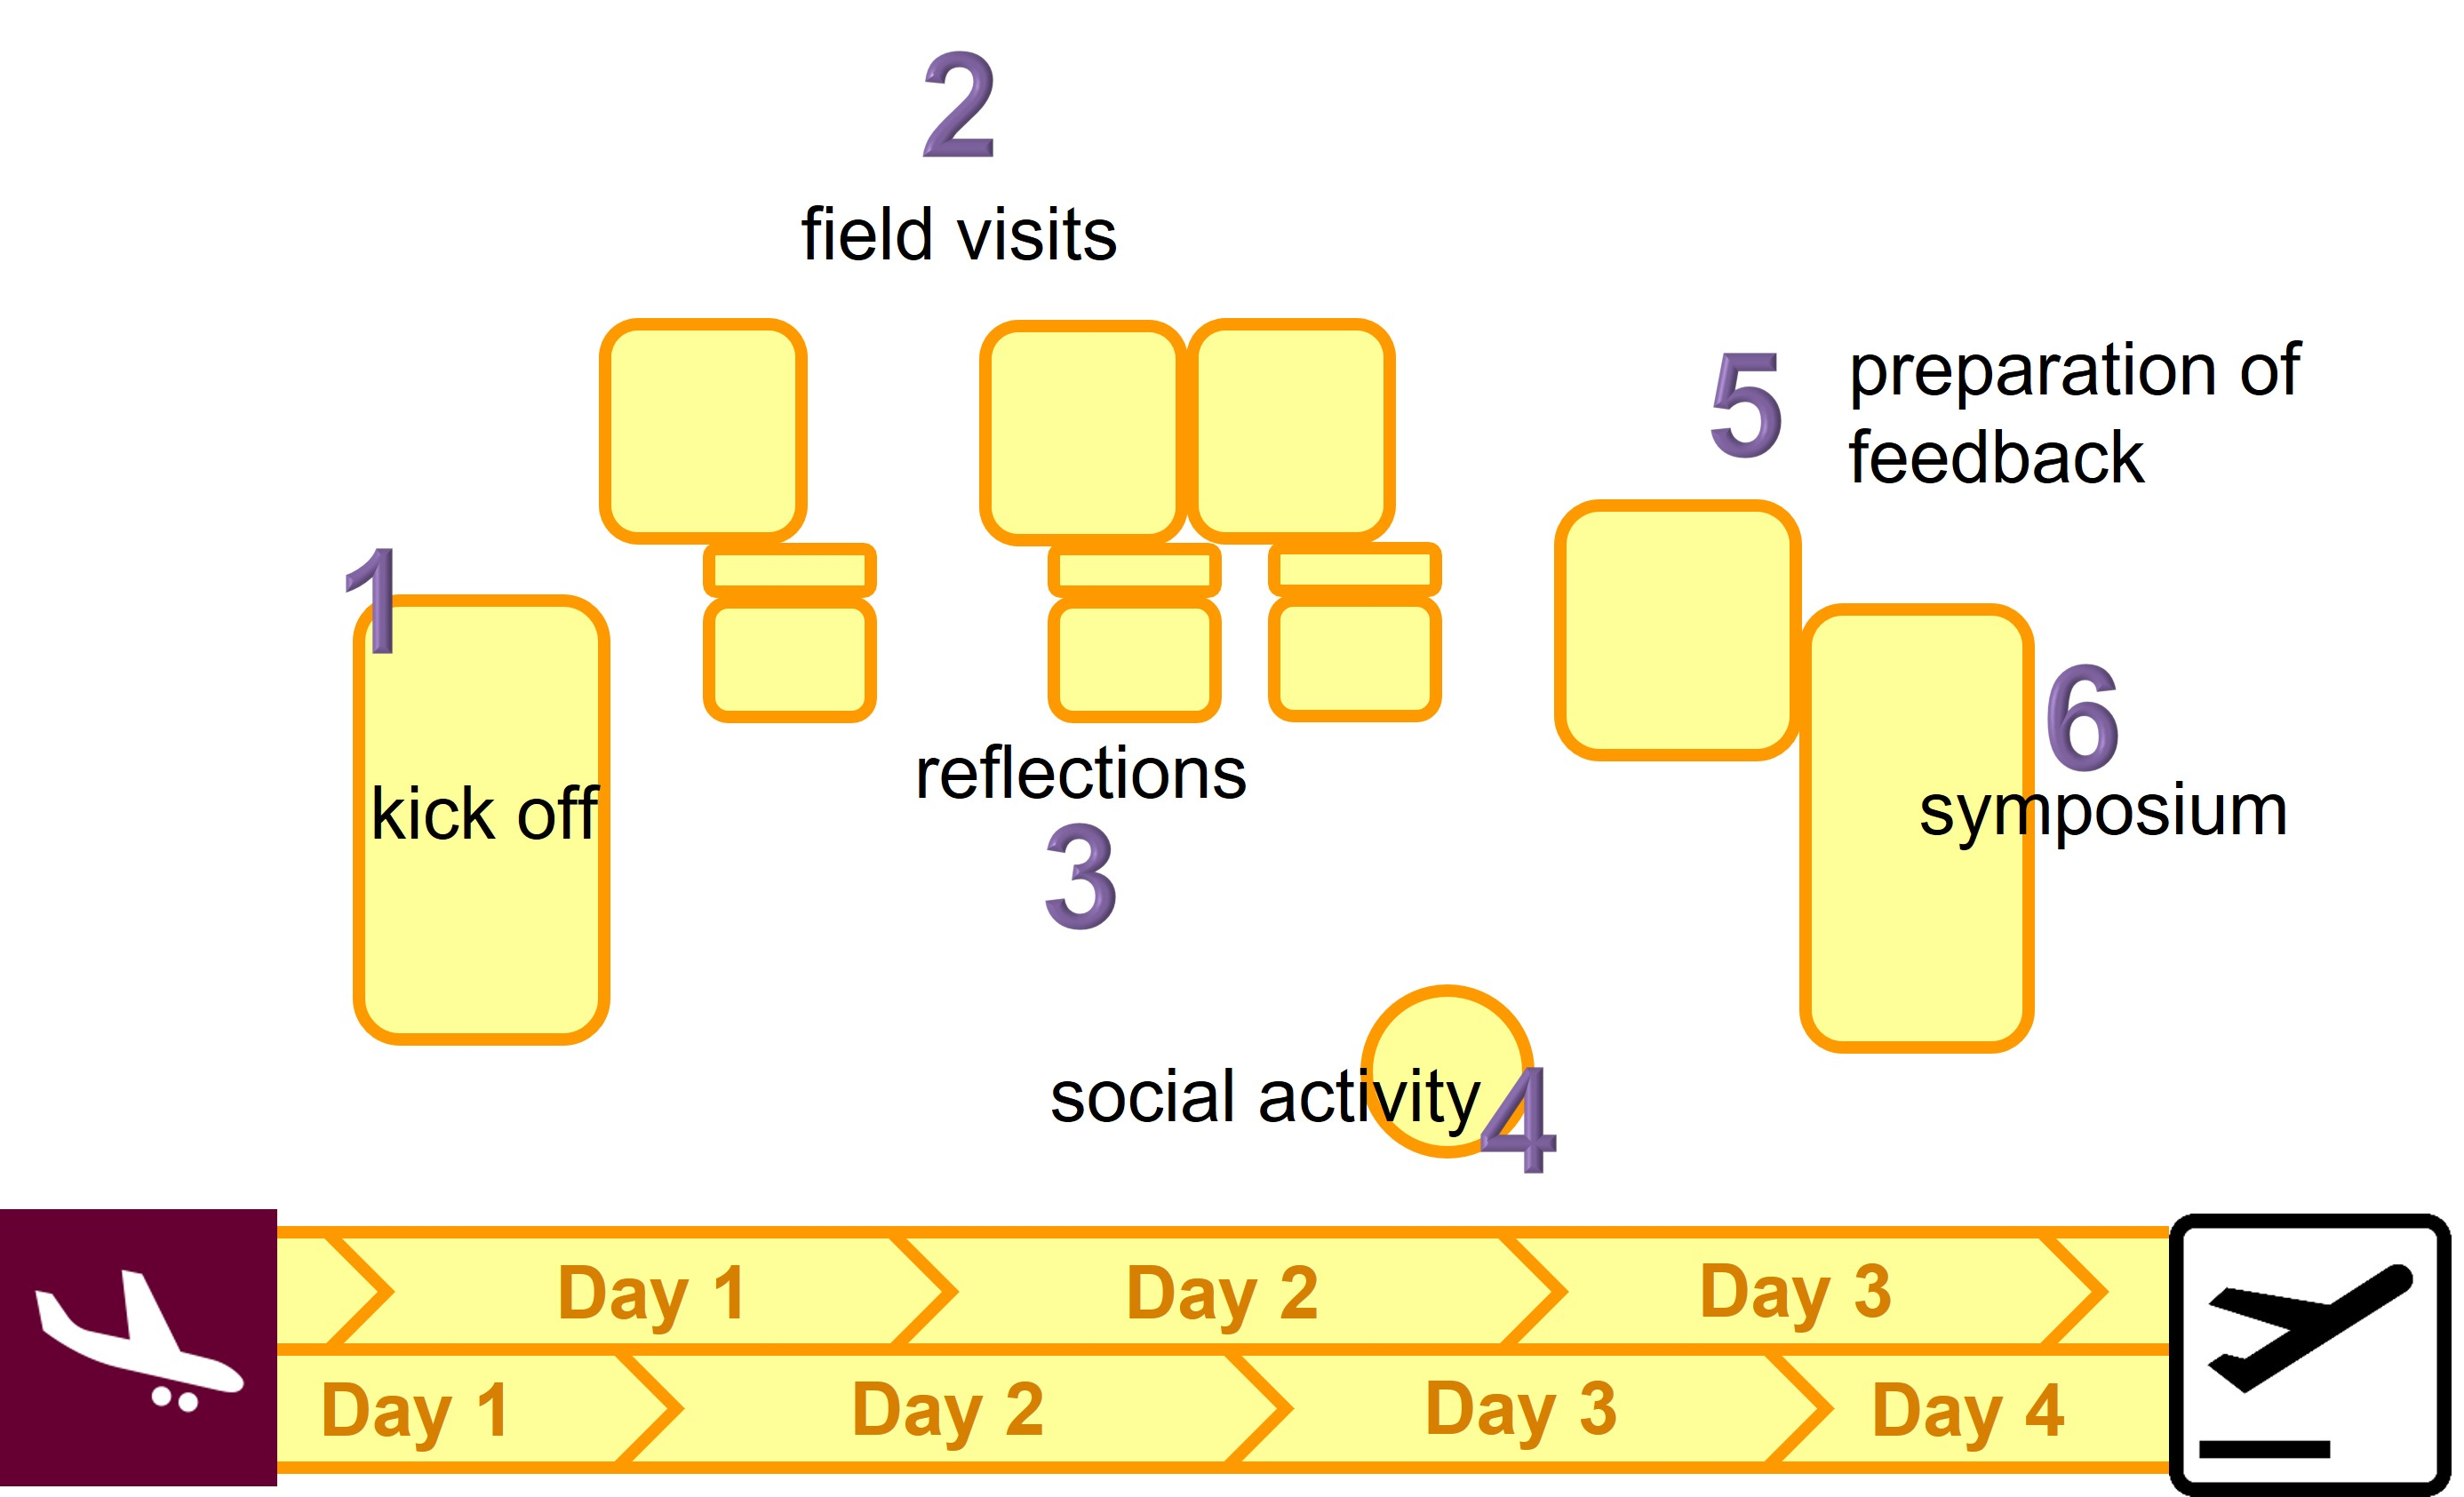 2
field visits
5
preparation of
feedback
1
kick off
reflections
3
6
symposium
social activity
4
Day 1
Day 2
Day 3
Day 1
Day 2
Day 3
Day 4